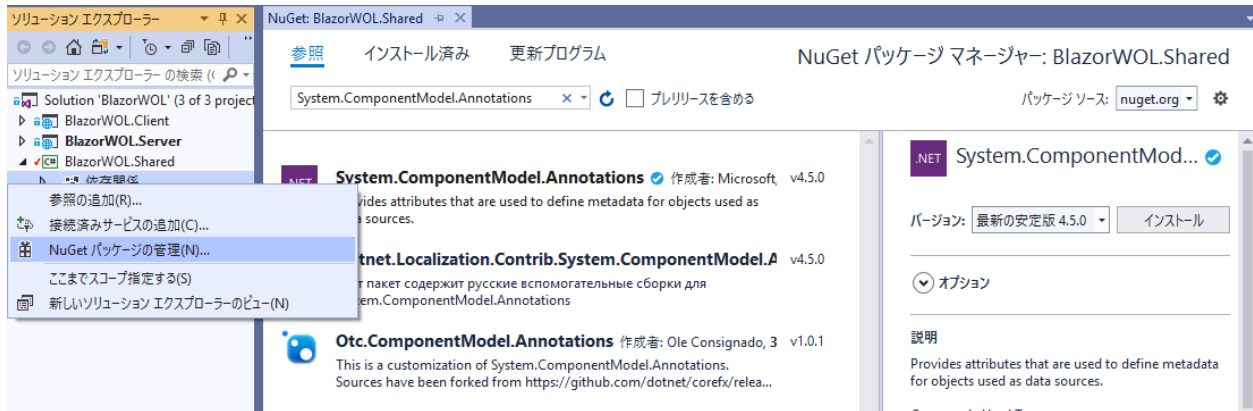 ソリューション エクスプローラー
ソリューション エクスプローラー の検索 ((
Solution 'BlazorWOL' (3 of 3 project
BlazorWOL.Client
BlazorWOL.Server
C# BlazorWOL.Shared
依存関係
参照の追加(R)...
接続済みサービスの追加(C)...
NuGet パッケージの管理(N)...
ここまでスコープ指定する(S)
新しいソリューション エクスプローラーのビュー(N)
NuGet: BlazorWOL.Shared
参照 インストール済み 更新プログラム
NuGet パッケージ マネージャー: BlazorWOL.Shared
System.ComponentModel.Annotations
プレリリースを含める
パッケージ ソース: nuget.org
.NET
System.ComponentModel.Annotations 作成者: Microsoft, v4.5.0
vides attributes that are used to define metadata for objects used as
sources.
tnet.Localization.Contrib.System.ComponentModel.A v4.5.0
пакет содержит русские вспомогательные сборки для
em.ComponentModel.Annotations
Otc.ComponentModel.Annotations 作成者: Ole Consignado, 3 v1.0.1
This is a customization of System.ComponentModel.Annotations.
Sources have been forked from https://github.com/dotnet/corefx/relea...
.NET System.ComponentMod...
バージョン: 最新の安定版 4.5.0 インストール
オプション
説明
Provides attributes that are used to define metadata
for objects used as data sources.